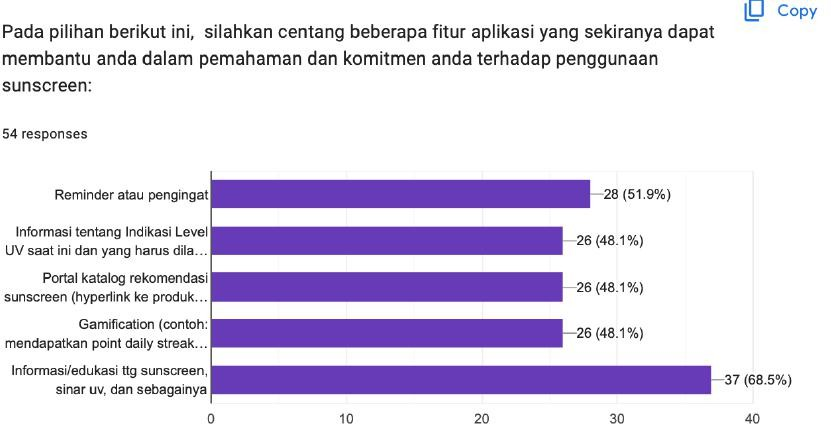 Copy
Pada pilihan berikut ini, silahkan centang beberapa fitur aplikasi yang sekiranya dapat
membantu anda dalam pemahaman dan komitmen anda terhadap penggunaan
sunscreen:
54 responses
Reminder atau pengingat
28 (51.9%)
Informasi tentang Indikasi Level
UV saat ini dan yang harus dila...
26 (48.1%)
Portal katalog rekomendasi
sunscreen (hyperlink ke produk...
26 (48.1%)
Gamification (contoh:
mendapatkan point daily streak...
26 (48.1%)
Informasi/edukasi ttg sunscreen,
sinar uv, dan sebagainya
37 (68.5%)
0 10 20 30 40